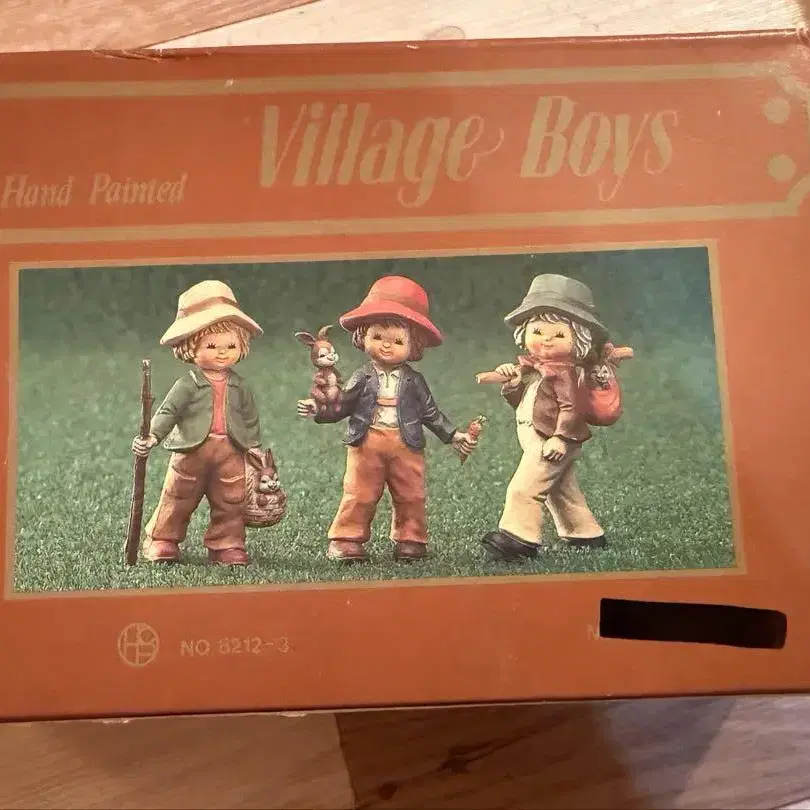 Village Boys
Hand Painted
NO. 8212-3